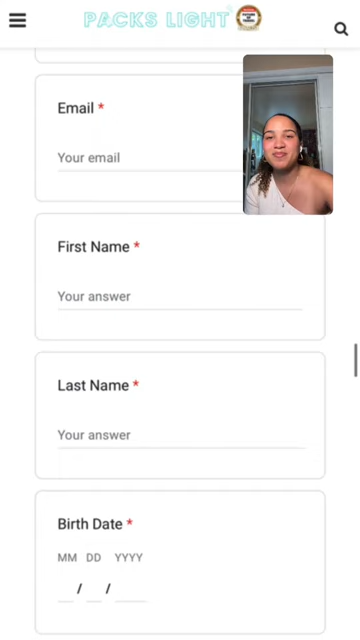 PACKS LIGHT
Email *
Your email
First Name *
Your answer
Last Name *
Your answer
Birth Date *
MM DD YYYY
/ /